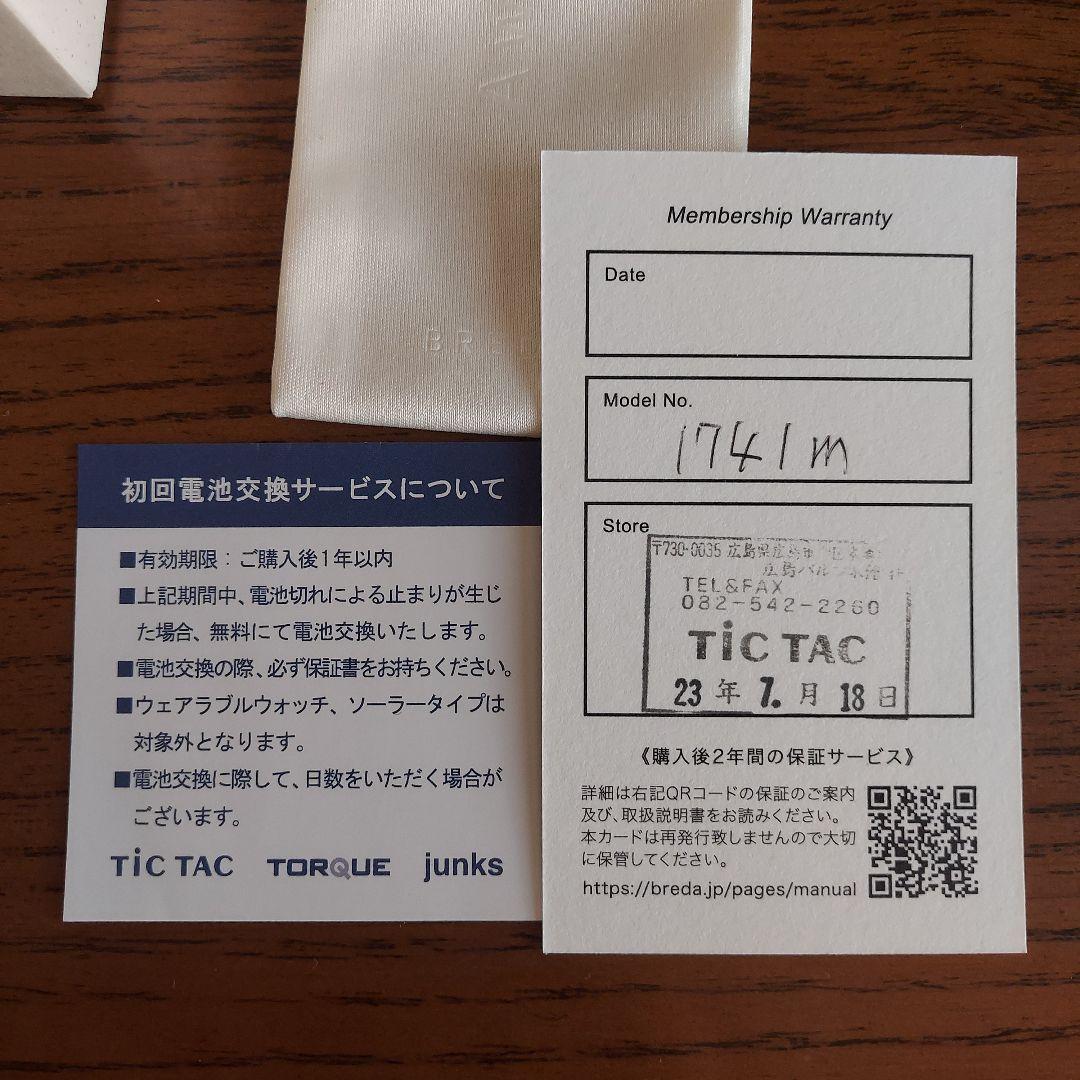 BRED
初回電池交換サービスについて
■有効期限：ご購入後1年以内
■上記期間中、電池切れによる止まりが生じ
た場合、無料にて電池交換いたします。
■電池交換の際、必ず保証書をお持ちください。
■ウェアラブルウォッチ、ソーラータイプは
対象外となります。
■電池交換に際して、日数をいただく場合が
ございます。
TiC TAC TORQUE junks
Membership Warranty
Date
Model No.
1741m
Store
〒730-0035 広島県広島市
広島パルコ
TEL&FAX
082-542-2260
TiC TAC
23年 7.月 18日
《購入後2年間の保証サービス》
詳細は右記QRコードの保証のご案内
及び、取扱説明書をお読みください。
本カードは再発行致しませんので大切
に保管してください。
https://breda.jp/pages/manual